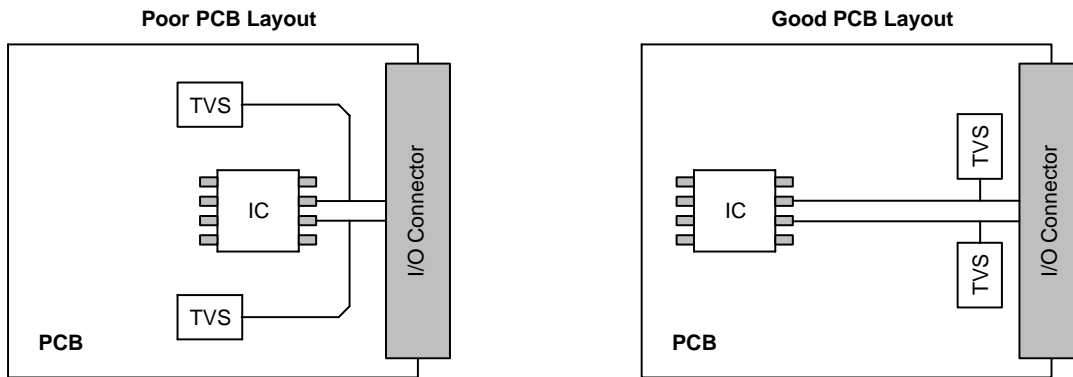 Poor PCB Layout
TVS
IC
TVS
I/O Connector
PCB
Good PCB Layout
TVS
IC
TVS
I/O Connector
PCB